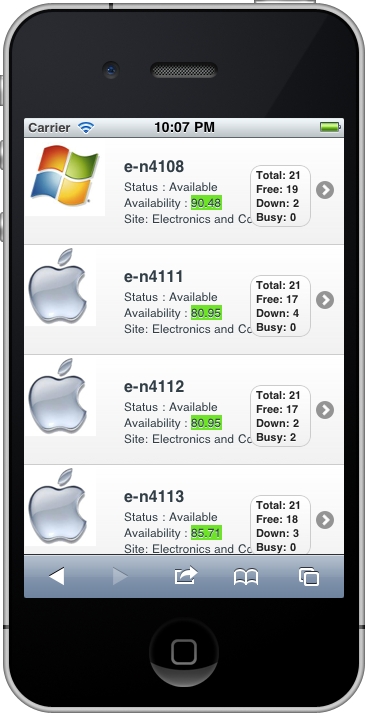 Carrier 10:07 PM
e-n4108
Status : Available
Availability : 90.48
Site: Electronics and Co
Total: 21
Free: 19
Down: 2
Busy: 0
e-n4111
Status : Available
Availability : 80.95
Site: Electronics and Co
Total: 21
Free: 17
Down: 4
Busy: 0
e-n4112
Status : Available
Availability : 80.95
Site: Electronics and Co
Total: 21
Free: 17
Down: 2
Busy: 2
e-n4113
Status : Available
Availability : 85.71
Site: Electronics and Co
Total: 21
Free: 18
Down: 3
Busy: 0